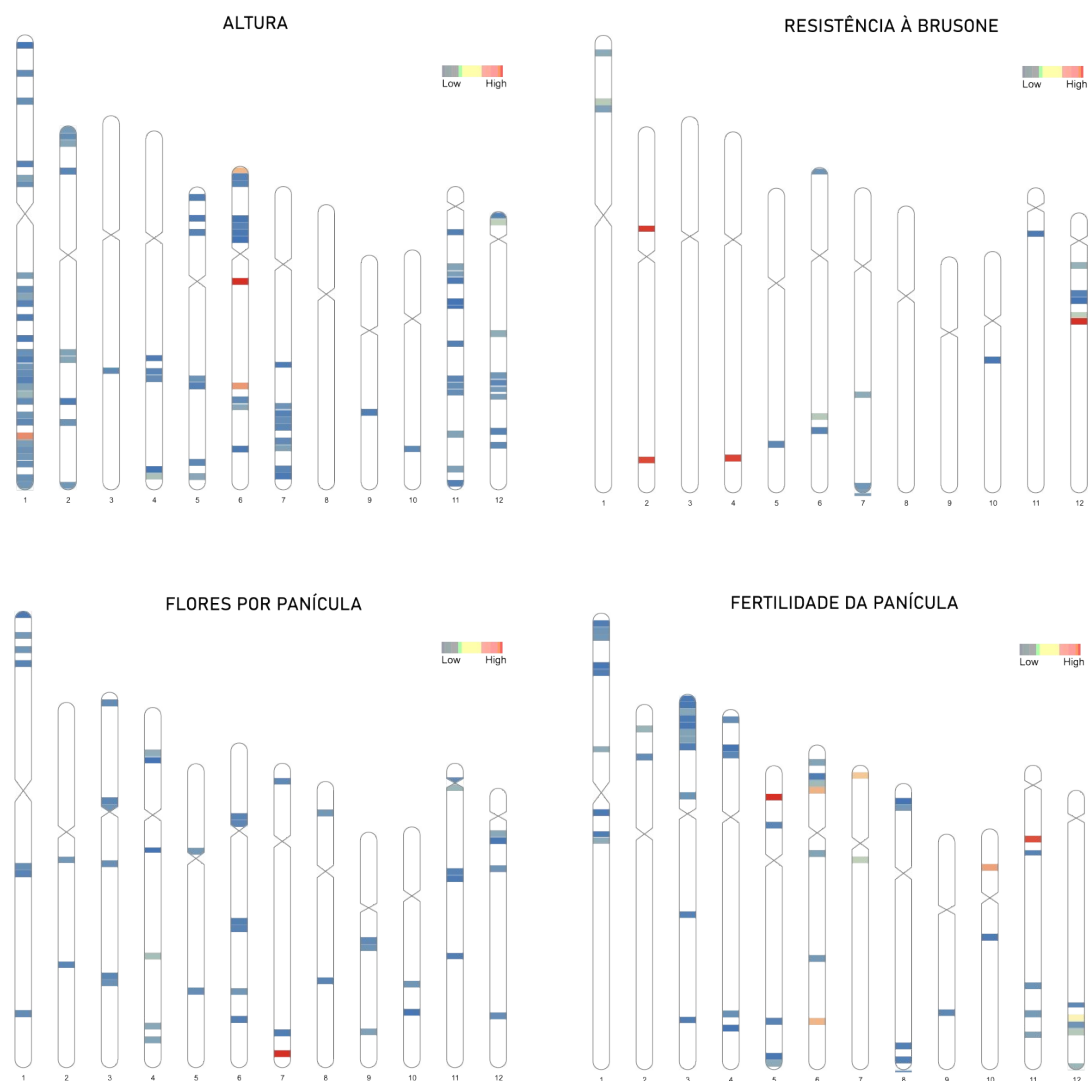 ALTURA
Low High
1 2 3 4 5 6 7 8 9 10 11 12
RESISTÊNCIA À BRUSONE
Low High
1 2 3 4 5 6 7 8 9 10 11 12
FLORES POR PANÍCULA
Low High
1 2 3 4 5 6 7 8 9 10 11 12
FERTILIDADE DA PANÍCULA
Low High
1 2 3 4 5 6 7 8 9 10 11 12